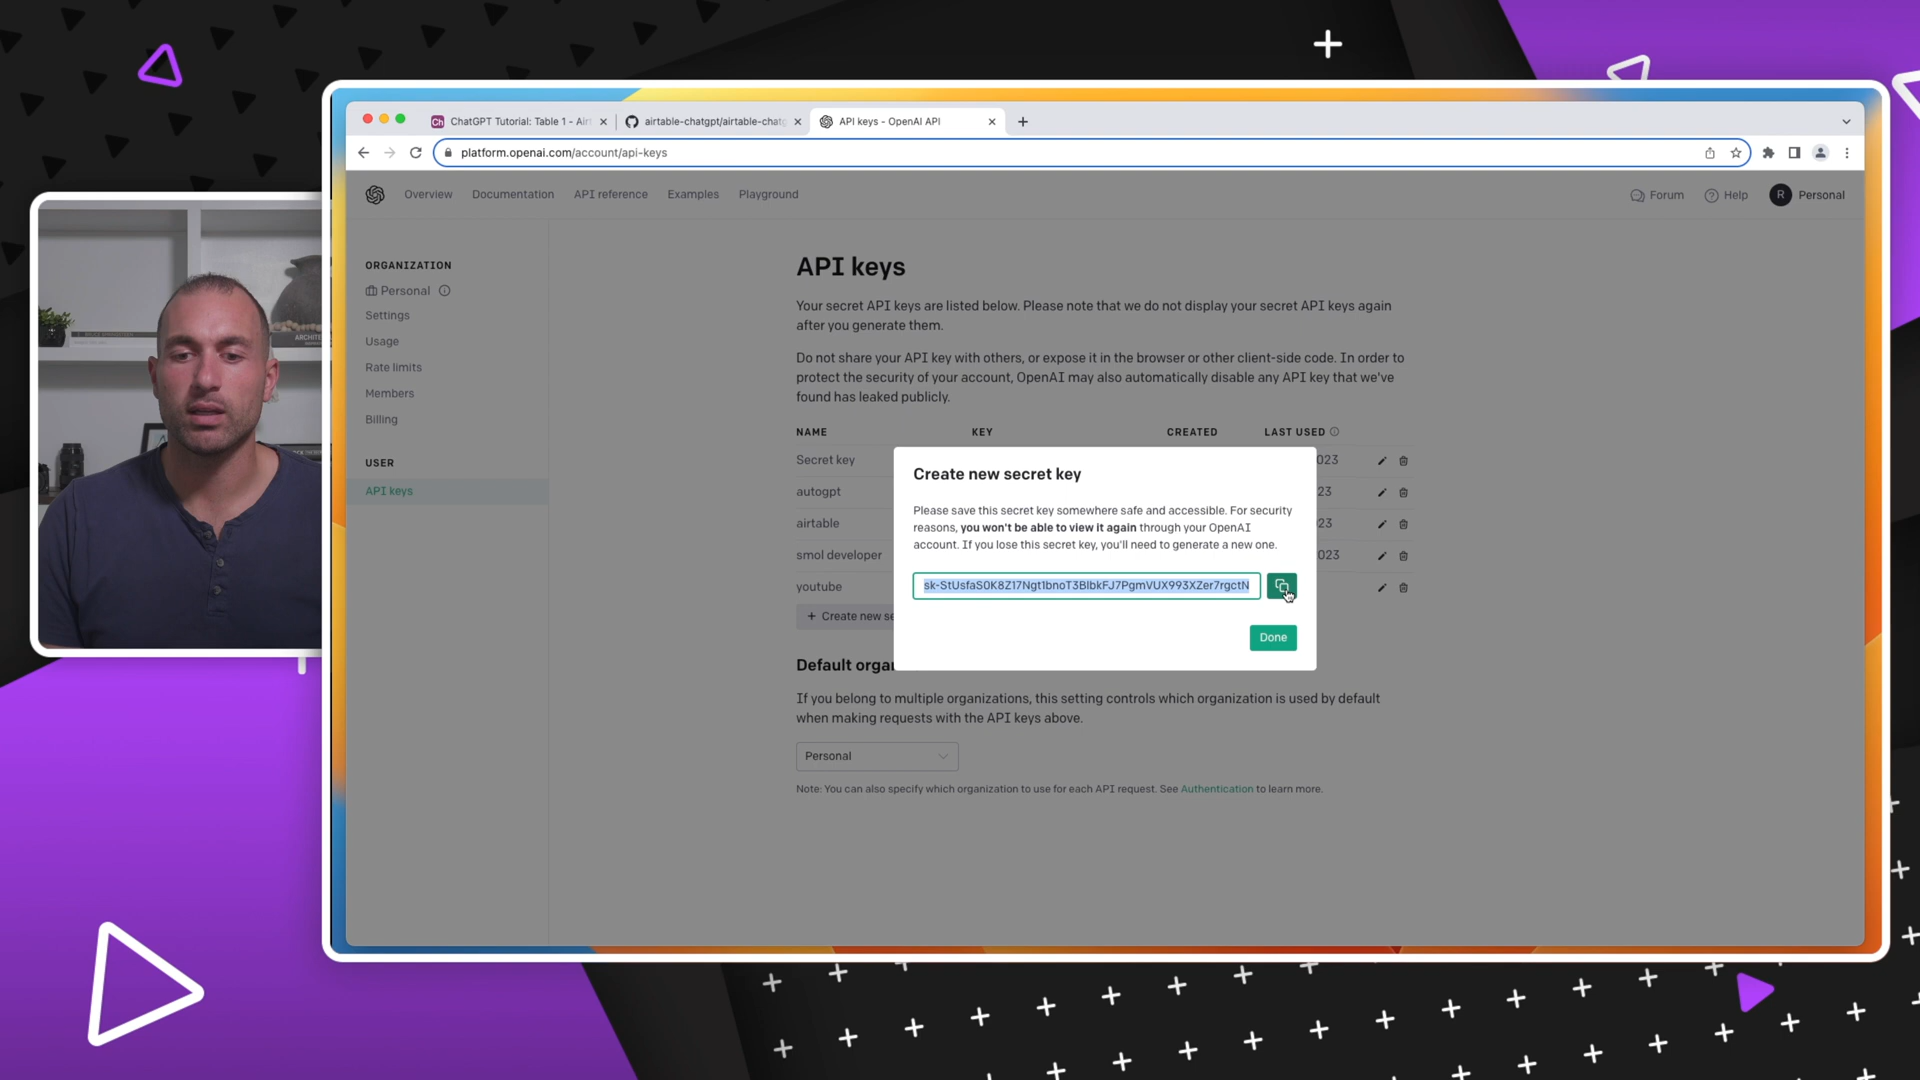 ChatGPT Tutorial: Table 1 - Air
airtable-chatgpt/airtable-chatg
API keys - OpenAI API
platform.openai.com/account/api-keys
Overview Documentation API reference Examples Playground
Forum Help R Personal
ORGANIZATION
Personal
Settings
Usage
Rate limits
Members
Billing
USER
API keys
API keys
Your secret API keys are listed below. Please note that we do not display your secret API keys again
after you generate them.
Do not share your API key with others, or expose it in the browser or other client-side code. In order to
protect the security of your account, OpenAI may also automatically disable any API key that we've
found has leaked publicly.
NAME KEY CREATED LAST USED
Secret key 023
autogpt 23
airtable 23
smol developer 023
youtube
+ Create new se
Create new secret key
Please save this secret key somewhere safe and accessible. For security
reasons, you won't be able to view it again through your OpenAI
account. If you lose this secret key, you'll need to generate a new one.
Done
Default orga
If you belong to multiple organizations, this setting controls which organization is used by default
when making requests with the API keys above.
Personal
Note: You can also specify which organization to use for each API request. See Authentication to learn more.
ARCHITE